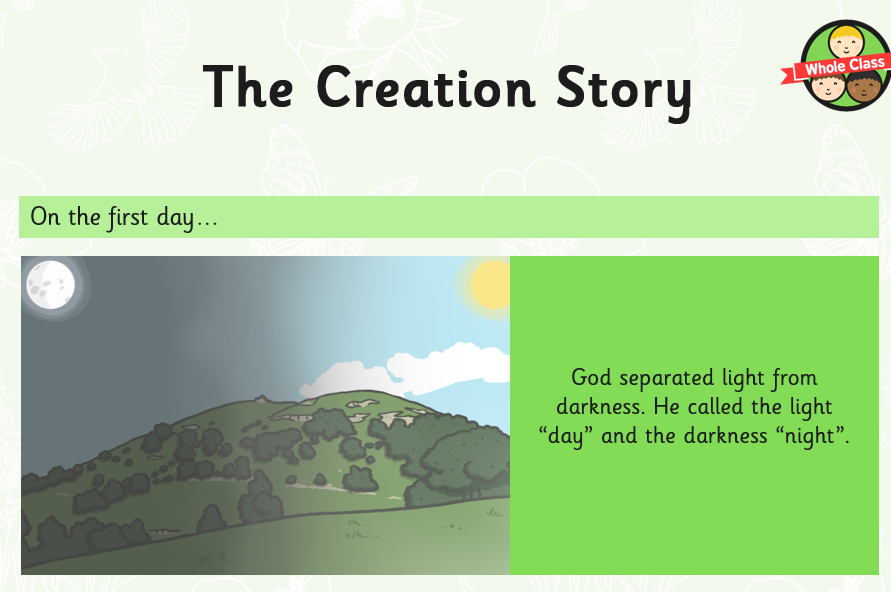 The Creation Story
Whole Class
On the first day...
God separated light from
darkness. He called the light
“day” and the darkness “night”.